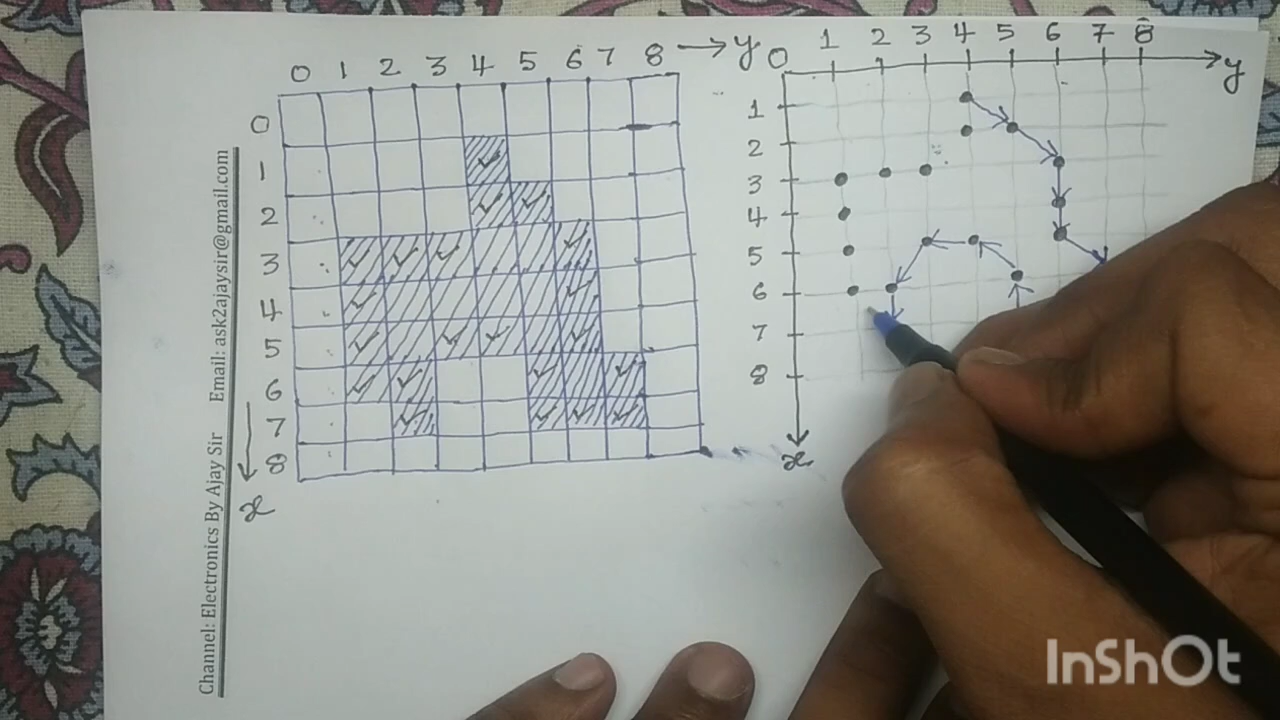 0 1 2 3 4 5 6 7 8 → y
0
1
2
3
4
5
6
7
8
x
0 1 2 3 4 5 6 7 8
y
1
2
3
4
5
6
7
8
x
Channel: Electronics By Ajay Sir Email: ask2ajaysir@gmail.com
InShOt